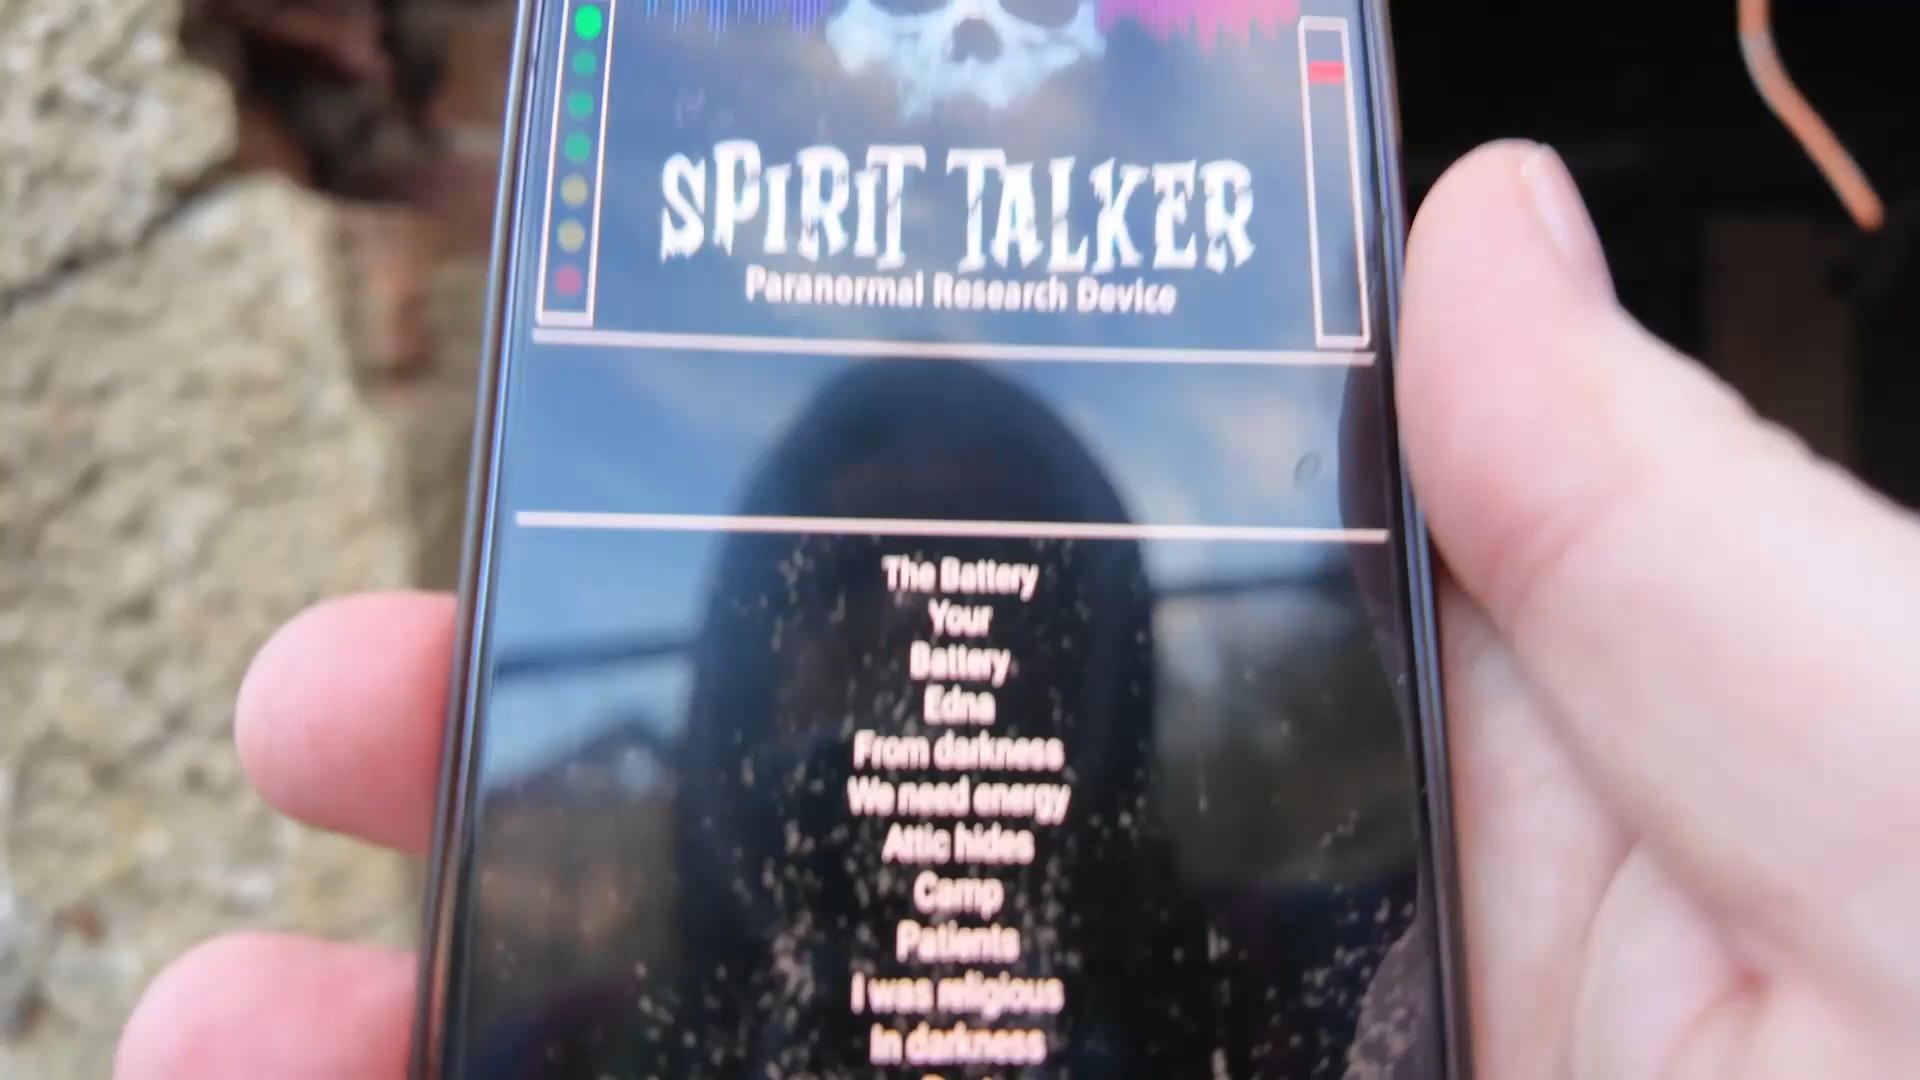 SPIRIT TALKER
Paranormal Research Device
The Battery
Your
Battery
Edna
From darkness
We need energy
Attic hides
Camp
Patients
I was religious
In darkness